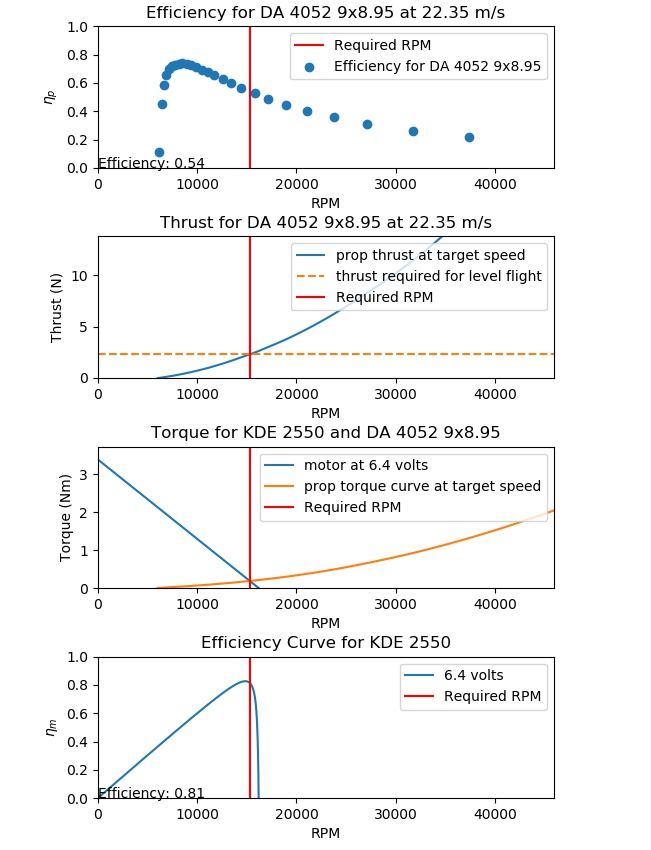 Efficiency for DA 4052 9x8.95 at 22.35 m/s
1.0
0.8
0.6
0.4
0.2
0.0
ηp
Required RPM
Efficiency for DA 4052 9x8.95
Efficiency: 0.54
0 10000 20000 30000 40000
RPM
Thrust for DA 4052 9x8.95 at 22.35 m/s
10
5
0
Thrust (N)
prop thrust at target speed
thrust required for level flight
Required RPM
0 10000 20000 30000 40000
RPM
Torque for KDE 2550 and DA 4052 9x8.95
3
2
1
0
Torque (Nm)
motor at 6.4 volts
prop torque curve at target speed
Required RPM
0 10000 20000 30000 40000
RPM
Efficiency Curve for KDE 2550
1.0
0.8
0.6
0.4
0.2
0.0
ηm
6.4 volts
Required RPM
Efficiency: 0.81
0 10000 20000 30000 40000
RPM